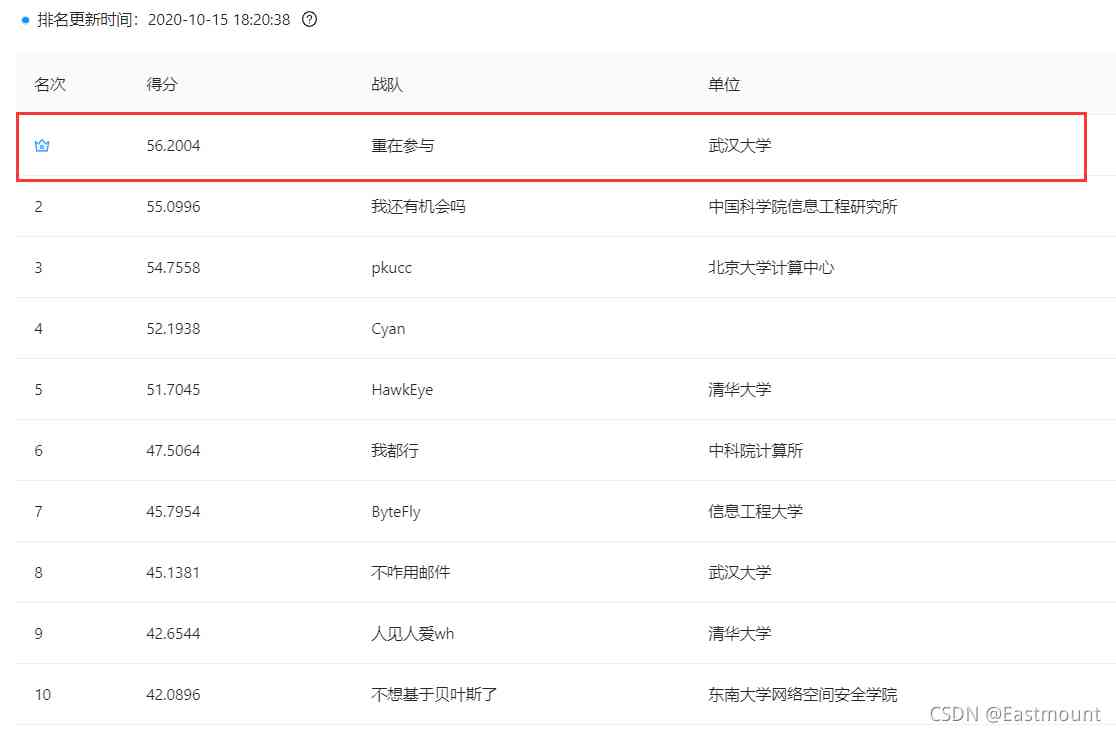 排名更新时间：2020-10-15 18:20:38 ?
名次 得分 战队 单位
56.2004 重在参与 武汉大学
2 55.0996 我还有机会吗 中国科学院信息工程研究所
3 54.7558 pkucc 北京大学计算中心
4 52.1938 Cyan
5 51.7045 HawkEye 清华大学
6 47.5064 我都行 中科院计算所
7 45.7954 ByteFly 信息工程大学
8 45.1381 不咋用邮件 武汉大学
9 42.6544 人见人爱wh 清华大学
10 42.0896 不想基于贝叶斯了 东南大学网络空间安全学院
CSDN @Eastmount